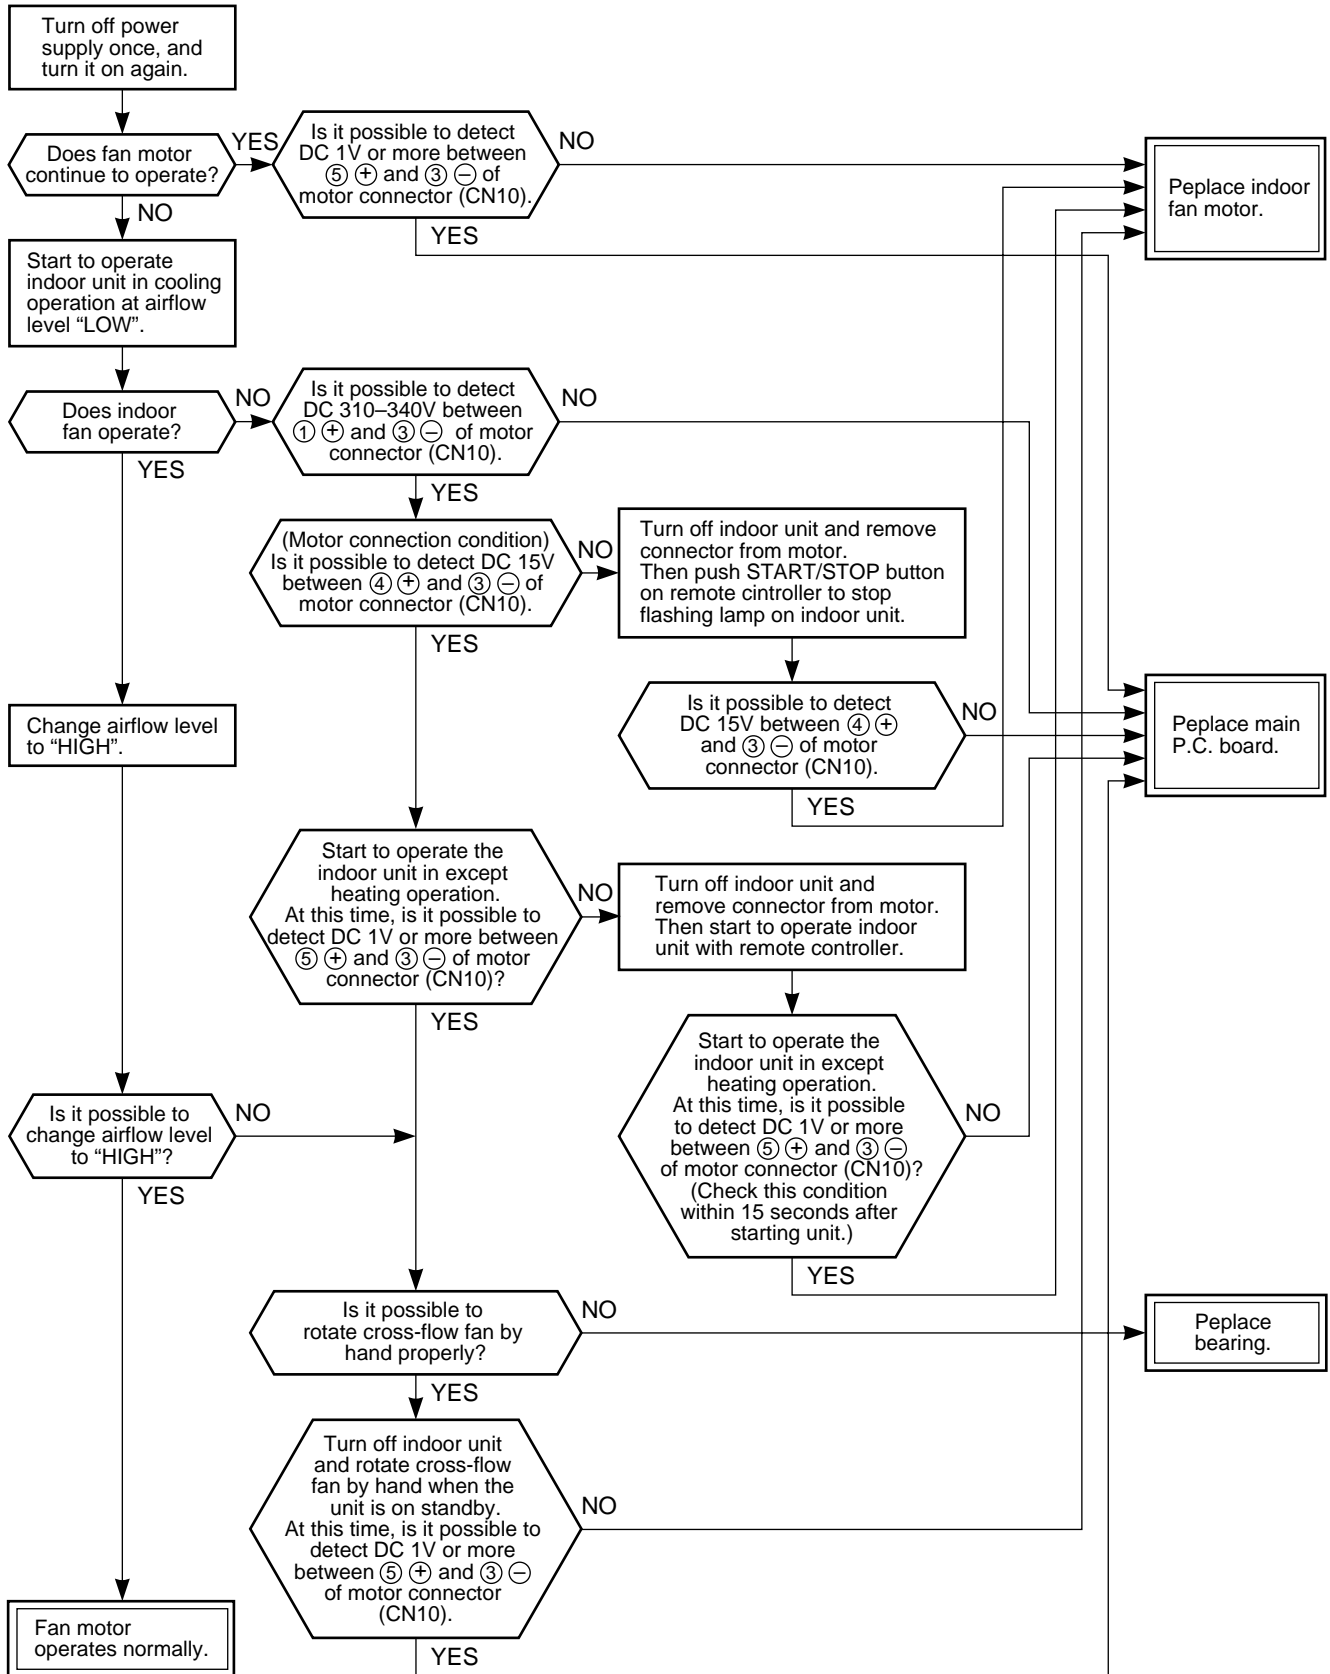 Turn off power
supply once, and
turn it on again.
Does fan motor
continue to operate?
YES
NO
Is it possible to detect
DC 1V or more between
⑤ ⊕ and ③ ⊖ of
motor connector (CN10).
NO
YES
Peplace indoor
fan motor.
Start to operate
indoor unit in cooling
operation at airflow
level “LOW”.
Does indoor
fan operate?
NO
YES
Is it possible to detect
DC 310–340V between
① ⊕ and ③ ⊖ of motor
connector (CN10).
NO
YES
(Motor connection condition)
Is it possible to detect DC 15V
between ④ ⊕ and ③ ⊖ of
motor connector (CN10).
NO
YES
Turn off indoor unit and remove
connector from motor.
Then push START/STOP button
on remote cintroller to stop
flashing lamp on indoor unit.
Is it possible to detect
DC 15V between ④ ⊕
and ③ ⊖ of motor
connector (CN10).
NO
YES
Peplace main
P.C. board.
Change airflow level
to “HIGH”.
Start to operate the
indoor unit in except
heating operation.
At this time, is it possible to
detect DC 1V or more between
⑤ ⊕ and ③ ⊖ of motor
connector (CN10)?
NO
YES
Turn off indoor unit and
remove connector from motor.
Then start to operate indoor
unit with remote controller.
Start to operate the
indoor unit in except
heating operation.
At this time, is it possible
to detect DC 1V or more
between ⑤ ⊕ and ③ ⊖
of motor connector (CN10)?
(Check this condition
within 15 seconds after
starting unit.)
NO
YES
Is it possible to
change airflow level
to “HIGH”?
NO
YES
Is it possible to
rotate cross-flow fan by
hand properly?
NO
YES
Peplace
bearing.
Turn off indoor unit
and rotate cross-flow
fan by hand when the
unit is on standby.
At this time, is it possible to
detect DC 1V or more
between ⑤ ⊕ and ③ ⊖
of motor connector
(CN10).
NO
YES
Fan motor
operates normally.